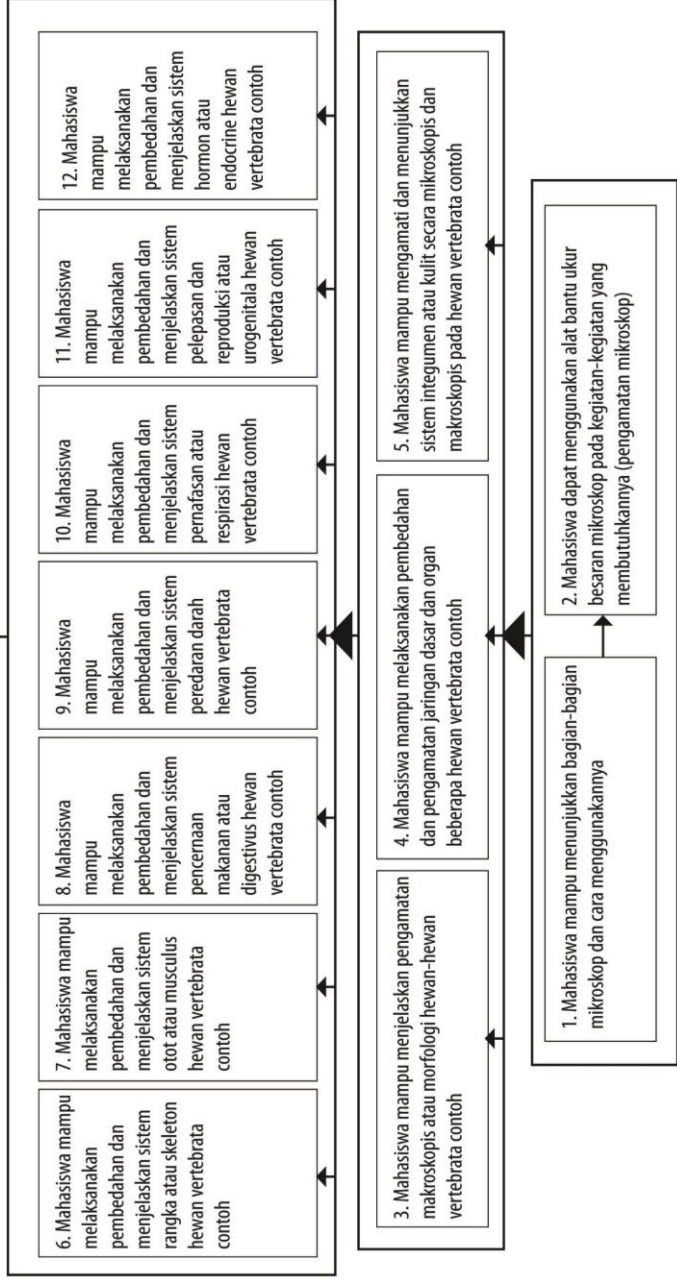 6. Mahasiswa mampu
melaksanakan
pembedahan dan
menjelaskan sistem
rangka atau skeleton
hewan vertebrata
contoh
7. Mahasiswa mampu
melaksanakan
pembedahan dan
menjelaskan sistem
otot atau musculus
hewan vertebrata
contoh
8. Mahasiswa
mampu
melaksanakan
pembedahan dan
menjelaskan sistem
pencernaan
makanan atau
digestivus hewan
vertebrata contoh
9. Mahasiswa
mampu
melaksanakan
pembedahan dan
menjelaskan sistem
peredaran darah
hewan vertebrata
contoh
10. Mahasiswa
mampu
melaksanakan
pembedahan dan
menjelaskan sistem
pernafasan atau
respirasi hewan
vertebrata contoh
11. Mahasiswa
mampu
melaksanakan
pembedahan dan
menjelaskan sistem
pelepasan dan
reproduksi atau
urogenitala hewan
vertebrata contoh
12. Mahasiswa
mampu
melaksanakan
pembedahan dan
menjelaskan sistem
hormon atau
endocrine hewan
vertebrata contoh
3. Mahasiswa mampu menjelaskan pengamatan
makroskopis atau morfologi hewan-hewan
vertebrata contoh
4. Mahasiswa mampu melaksanakan pembedahan
dan pengamatan jaringan dasar dan organ
beberapa hewan vertebrata contoh
5. Mahasiswa mampu mengamati dan menunjukkan
sistem integumen atau kulit secara mikroskopis dan
makroskopis pada hewan vertebrata contoh
1. Mahasiswa mampu menunjukkan bagian-bagian
mikroskop dan cara menggunakannya
2. Mahasiswa dapat menggunakan alat bantu ukur
besaran mikroskop pada kegiatan-kegiatan yang
membutuhkannya (pengamatan mikroskop)